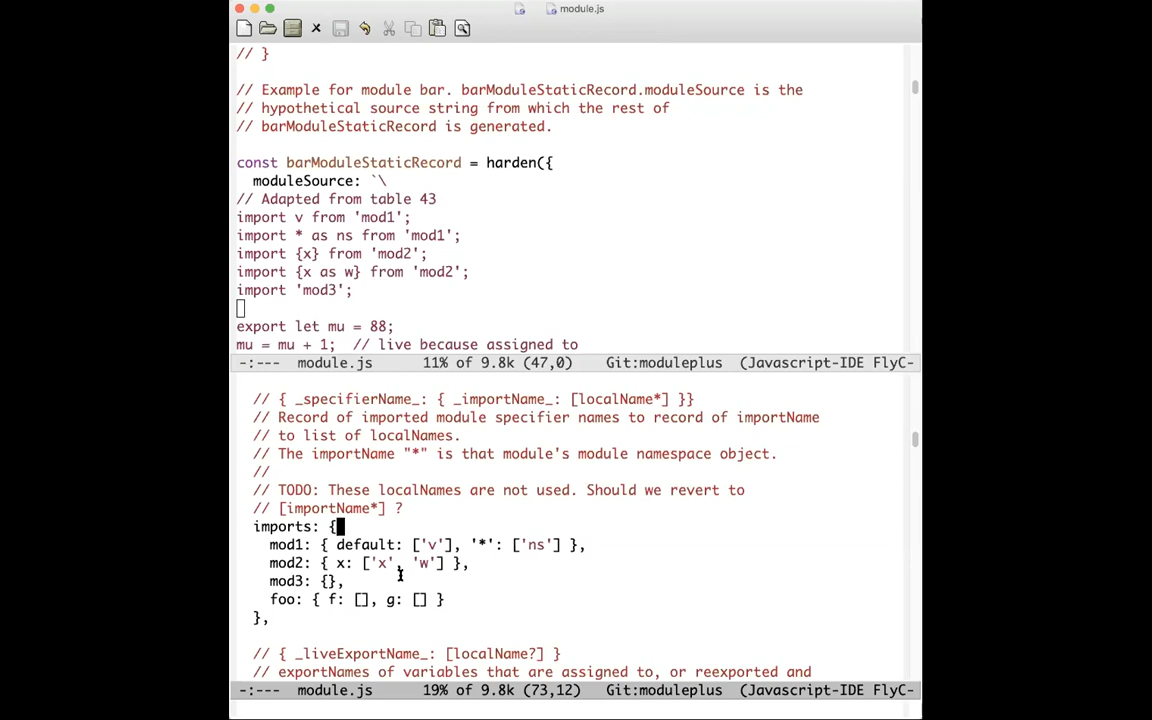 module.js
// }
// Example for module bar. barModuleStaticRecord.moduleSource is the
// hypothetical source string from which the rest of
// barModuleStaticRecord is generated.
const barModuleStaticRecord = harden({
moduleSource: `\
// Adapted from table 43
import v from 'mod1';
import * as ns from 'mod1';
import {x} from 'mod2';
import {x as w} from 'mod2';
import 'mod3';
export let mu = 88;
mu = mu + 1;  // live because assigned to
-:---  module.js      11% of 9.8k (47,0)   Git:moduleplus  (Javascript-IDE FlyC-
// { _specifierName_: { _importName_: [localName*] }}
// Record of imported module specifier names to record of importName
// to list of localNames.
// The importName "*" is that module's module namespace object.
//
// TODO: These localNames are not used. Should we revert to
// [importName*] ?
imports: {
mod1: { default: ['v'], '*': ['ns'] },
mod2: { x: ['x', 'w'] },
mod3: {},
foo: { f: [], g: [] }
},
// { _liveExportName_: [localName?] }
// exportNames of variables that are assigned to, or reexported and
-:---  module.js      19% of 9.8k (73,12)  Git:moduleplus  (Javascript-IDE FlyC-